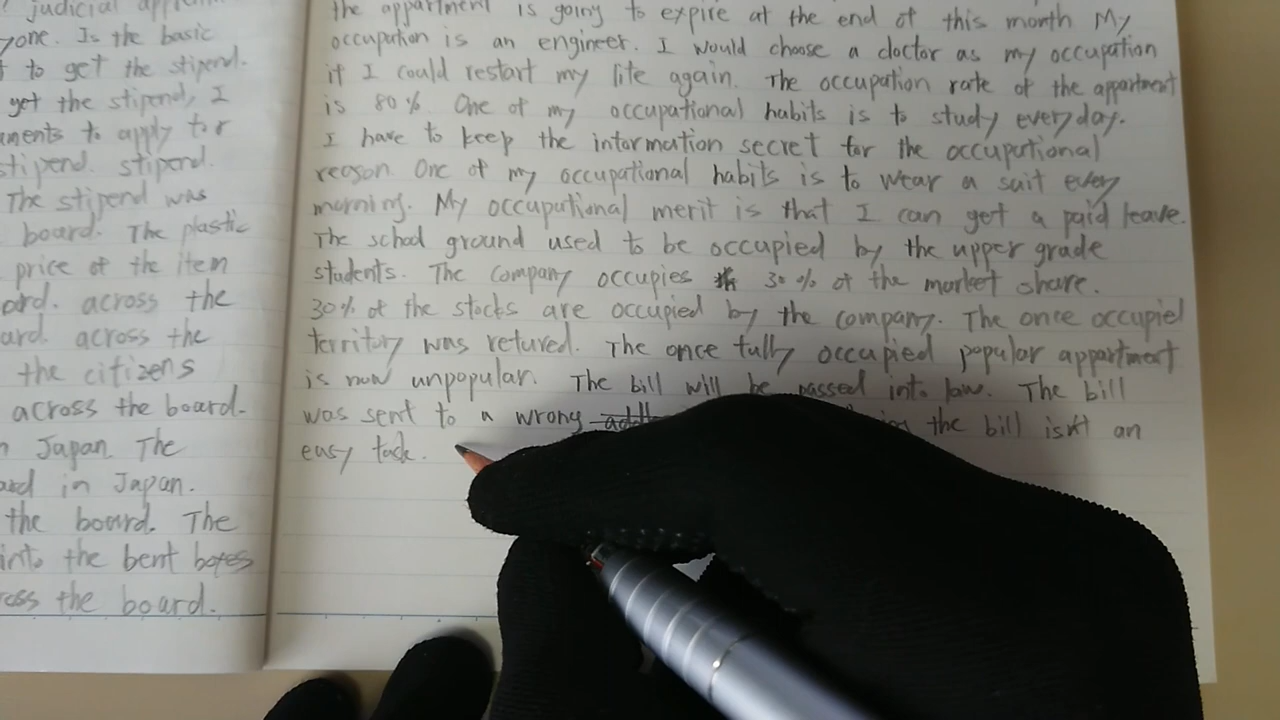 judicial
yone. Is the basic
to get the stipend.
get the stipend, I
ments to apply for
stipend. stipend.
The stipend was
board. The plastic
price of the item
oard. across the
ard across the
the citizens
across the board.
Japan The
in Japan.
the board. The
into the bent boxes
ross the board.
the appartment is going to expire at the end of this month My
occupation is an engineer. I would choose a doctor as my occupation
if I could restart my life again. The occupation rate of the appartment
is 80%. One of my occupational habits is to study everyday.
I have to keep the information secret for the occupational
reason. One of my occupational habits is to wear a suit every
morning. My occupational merit is that I can get a paid leave.
The school ground used to be occupied by the upper grade
students. The company occupies 30% of the market share.
30% of the stocks are occupied by the company. The once occupied
territory was retured. The once fully occupied popular appartment
is now unpopular. The bill will be passed into law. The bill
was sent to a wrong the bill isn't an
easy task.